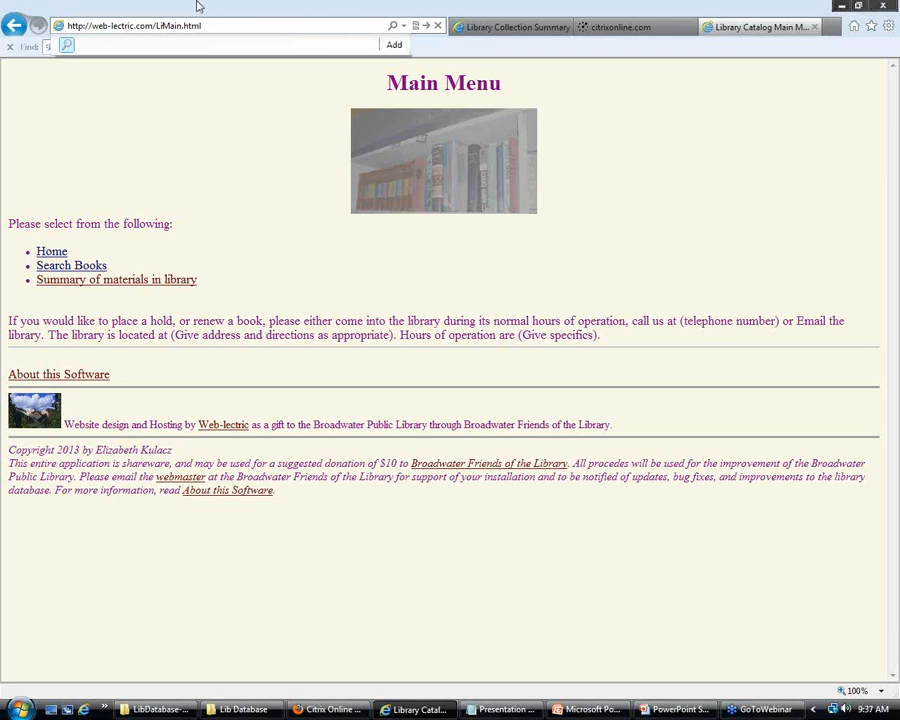 http://web-lectric.com/LiMain.html
Library Collection Summary
citrixonline.com
Library Catalog Main M...
Find:
Add
Main Menu
Please select from the following:
Home
Search Books
Summary of materials in library
If you would like to place a hold, or renew a book, please either come into the library during its normal hours of operation, call us at (telephone number) or Email the
library. The library is located at (Give address and directions as appropriate). Hours of operation are (Give specifics).
About this Software
Website design and Hosting by Web-lectric as a gift to the Broadwater Public Library through Broadwater Friends of the Library.
Copyright 2013 by Elizabeth Kulacz
This entire application is shareware, and may be used for a suggested donation of $10 to Broadwater Friends of the Library. All procedes will be used for the improvement of the Broadwater
Public Library. Please email the webmaster at the Broadwater Friends of the Library for support of your installation and to be notified of updates, bug fixes, and improvements to the library
database. For more information, read About this Software.
100%
LibDatabase-...
Lib Database
Citrix Online ...
Library Catal...
Presentation ...
Microsoft Po...
PowerPoint S...
GoToWebinar
9:37 AM